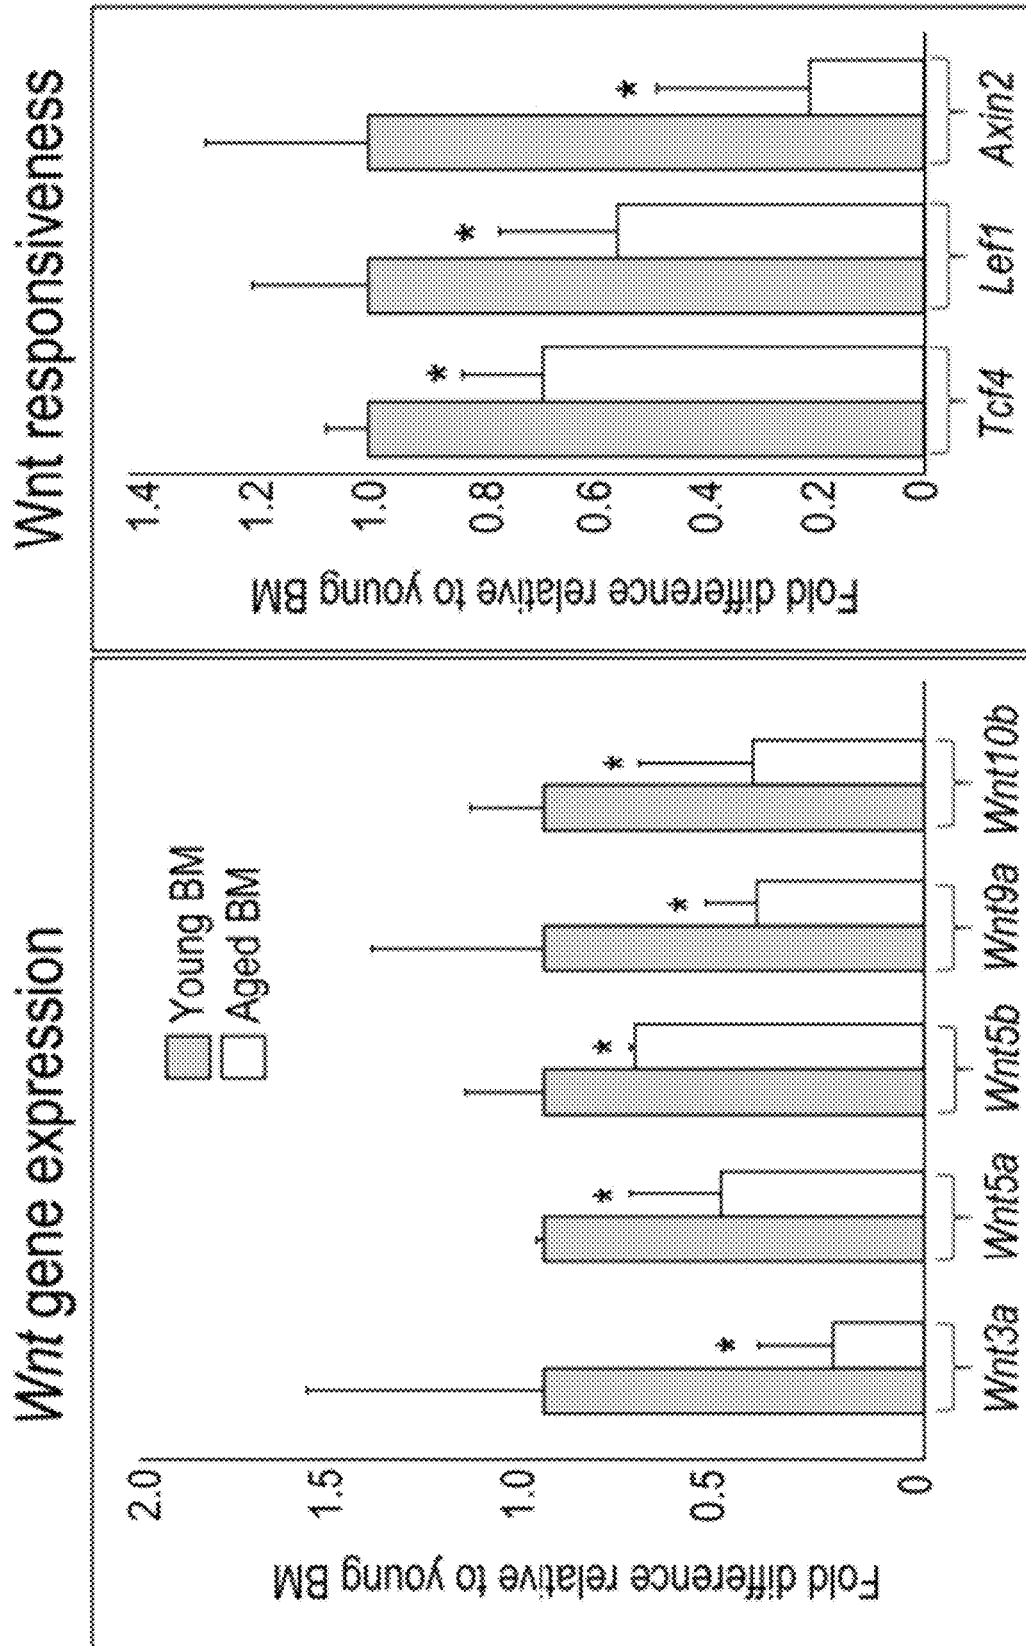 Wnt gene expression
Fold difference relative to young BM
2.0
1.5
1.0
0.5
0
Young BM
Aged BM
*
*
*
*
*
Wnt3a
Wnt5a
Wnt5b
Wnt9a
Wnt10b
Wnt responsiveness
Fold difference relative to young BM
1.4
1.2
1.0
0.8
0.6
0.4
0.2
0
*
*
*
Tcf4
Lef1
Axin2